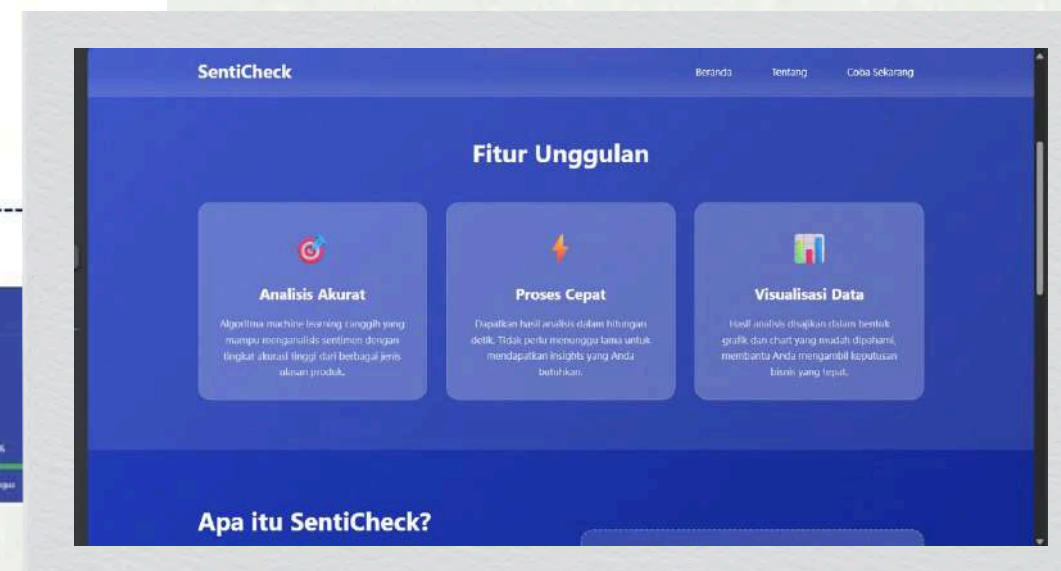 SentiCheck
Beranda Tentang Coba Sekarang
Fitur Unggulan
Analisis Akurat
Algoritma machine learning canggih yang
mampu menganalisis sentimen dengan
tingkat akurasi tinggi dari berbagai jenis
ulasan produk.
Proses Cepat
Dapatkan hasil analisis dalam hitungan
detik. Tidak perlu menunggu lama untuk
mendapatkan insights yang Anda
butuhkan.
Visualisasi Data
Hasil analisis disajikan dalam bentuk
grafik dan chart yang mudah dipahami,
membantu Anda mengambil keputusan
bisnis yang tepat.
Apa itu SentiCheck?